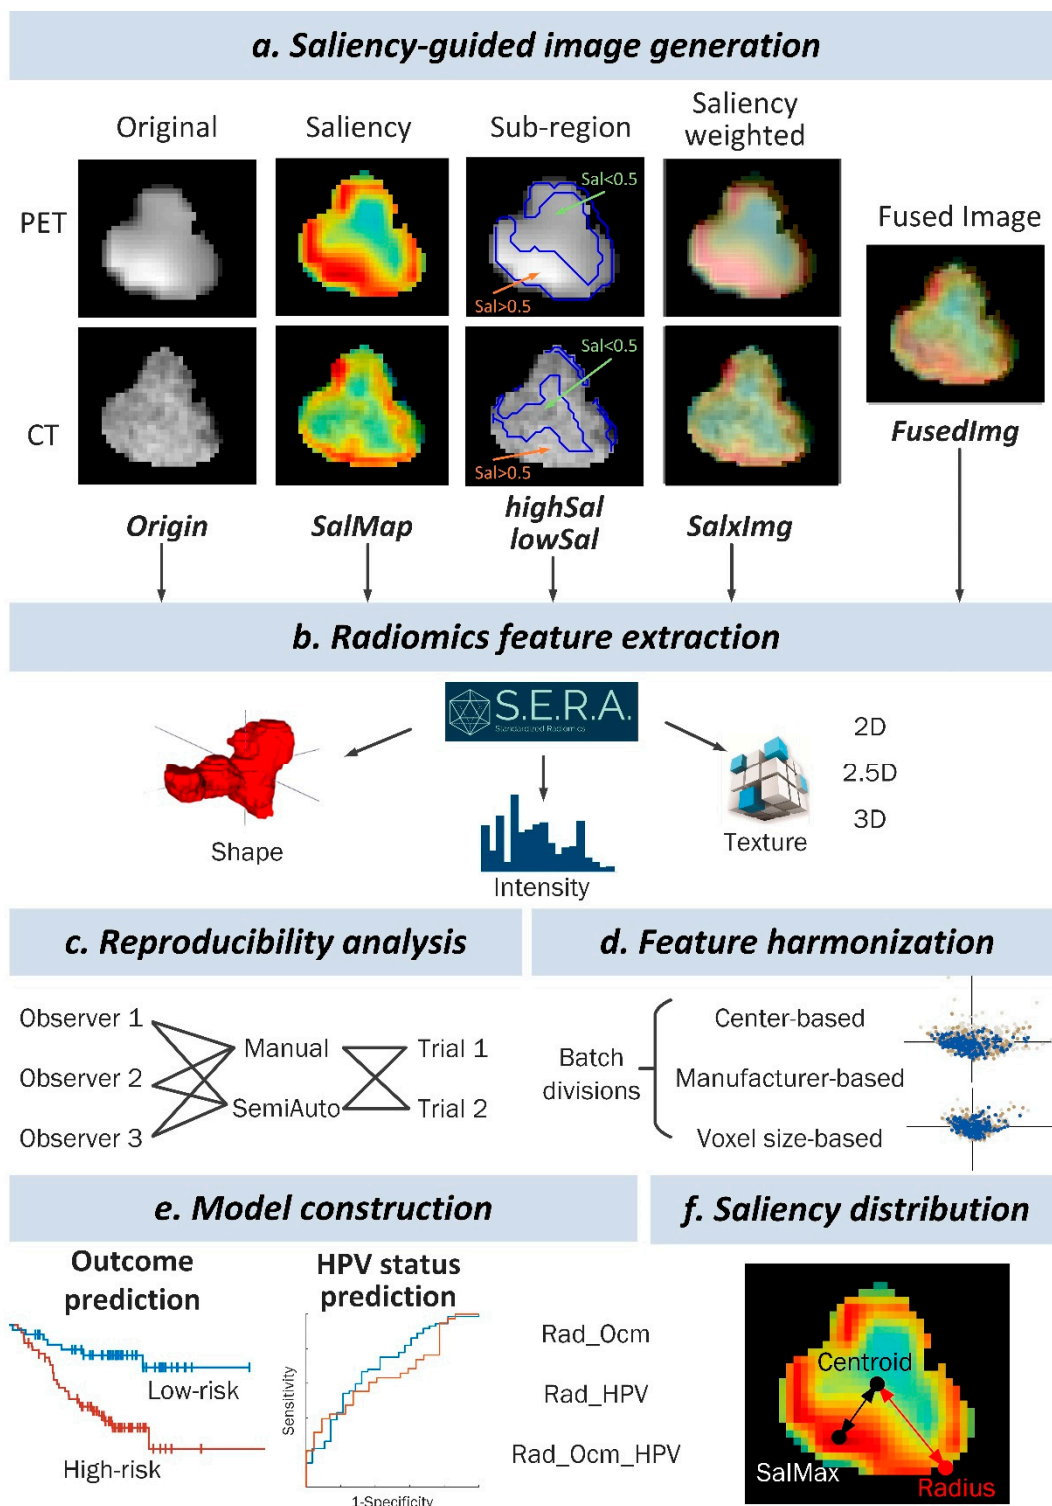 a. Saliency-guided image generation
Original
Saliency
Sub-region
Saliency
weighted
PET
Sal<0.5
Sal>0.5
Fused Image
CT
Sal<0.5
Sal>0.5
FusedImg
Origin
SalMap
highSal
lowSal
SalxImg
b. Radiomics feature extraction
S.E.R.A.
Standardized Radiomics
Shape
Intensity
Texture
2D
2.5D
3D
c. Reproducibility analysis
d. Feature harmonization
Observer 1
Observer 2
Observer 3
Manual
SemiAuto
Trial 1
Trial 2
Batch
divisions
Center-based
Manufacturer-based
Voxel size-based
e. Model construction
f. Saliency distribution
Outcome
prediction
Low-risk
High-risk
HPV status
prediction
Sensitivity
1-Specificity
Rad_Ocm
Rad_HPV
Rad_Ocm_HPV
Centroid
SalMax
Radius